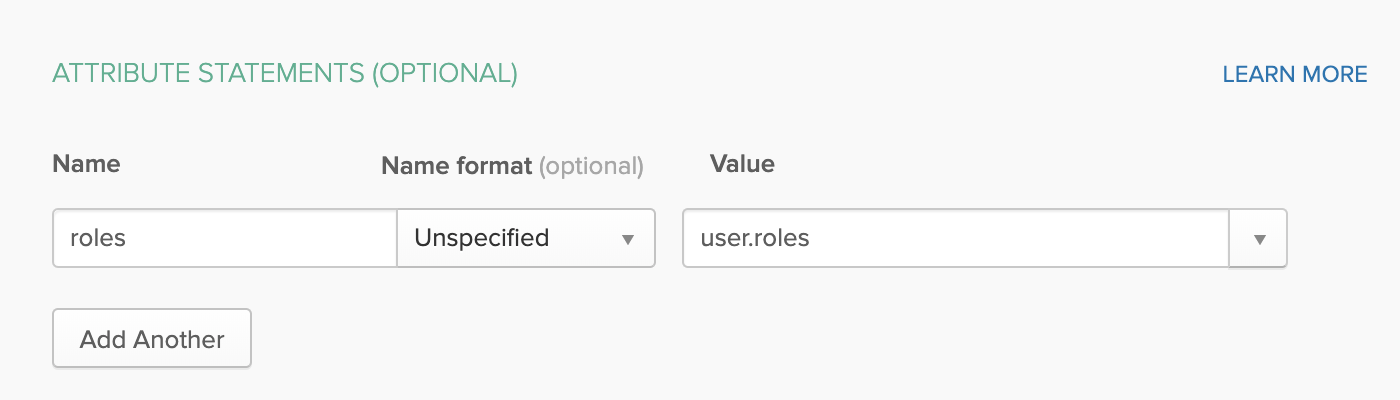 ATTRIBUTE STATEMENTS (OPTIONAL) LEARN MORE
Name Name format (optional) Value
roles Unspecified user.roles
Add Another